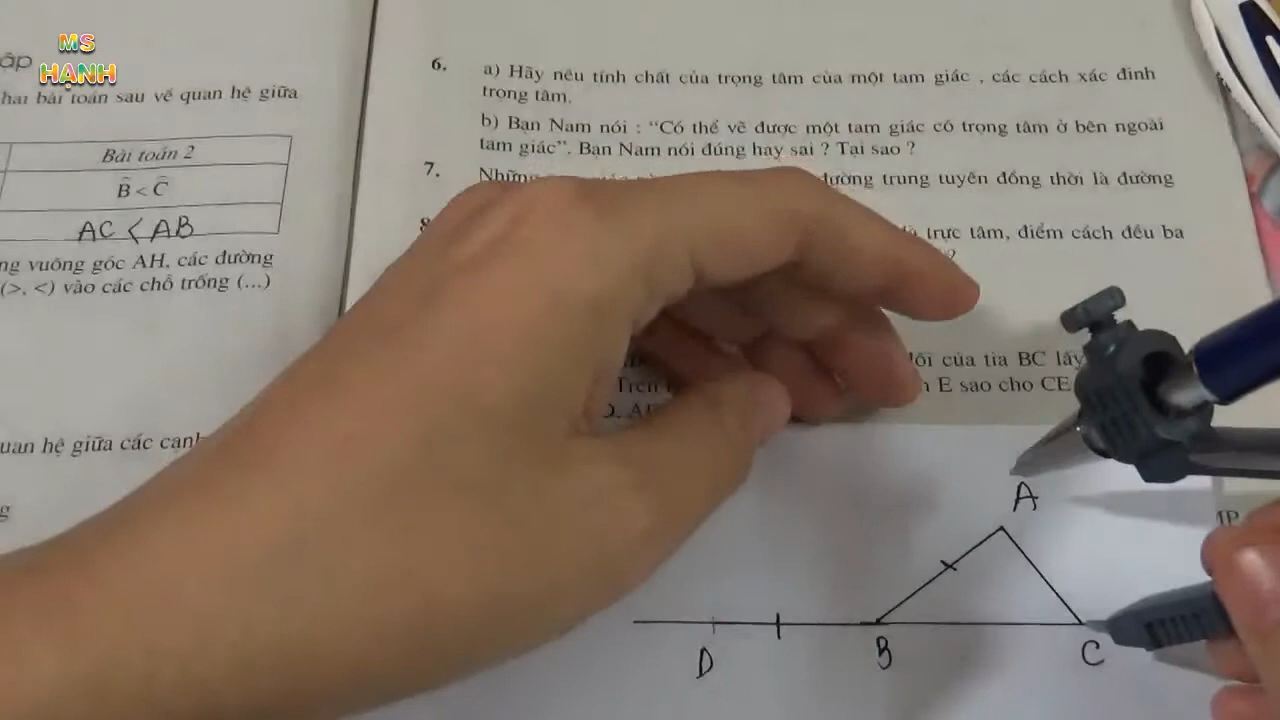 MS
HẠNH
ập
hai bài toán sau về quan hệ giữa
Bài toán 2
B̂ < Ĉ
AC < AB
ng vuông góc AH, các đường
(>, <) vào các chỗ trống (...)
uan hệ giữa các cạnh
g
6. a) Hãy nêu tính chất của trọng tâm của một tam giác , các cách xác định
trọng tâm.
b) Bạn Nam nói : “Có thể vẽ được một tam giác có trọng tâm ở bên ngoài
tam giác”. Bạn Nam nói đúng hay sai ? Tại sao ?
7. Những đường trung tuyến đồng thời là đường
8 trực tâm, điểm cách đều ba
đối của tia BC lấy
Trên E sao cho CE
A
D B C
MP